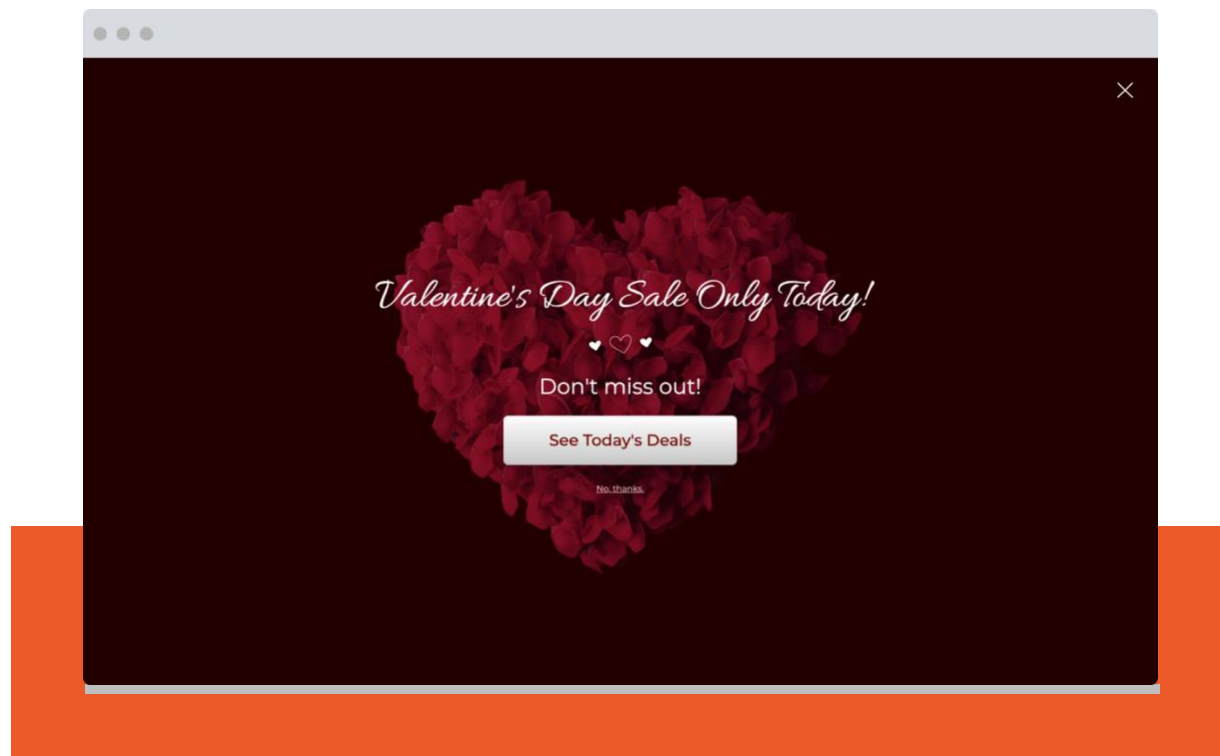 Valentine's Day Sale Only Today!
Don't miss out!
See Today's Deals
No, thanks.